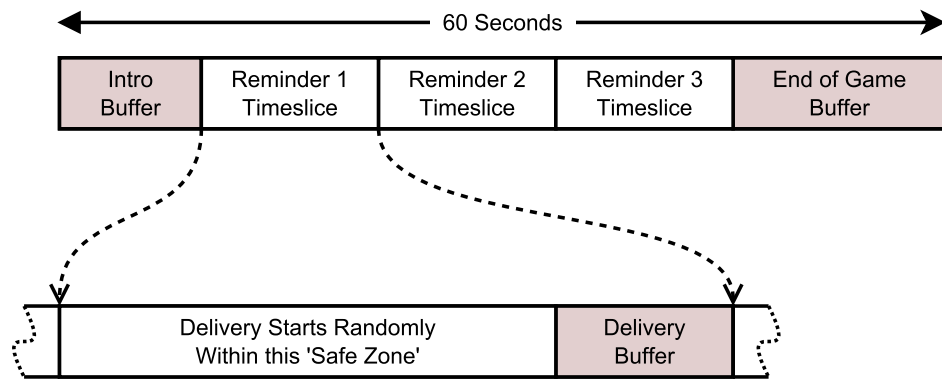 60 Seconds
Intro
Buffer
Reminder 1
Timeslice
Reminder 2
Timeslice
Reminder 3
Timeslice
End of Game
Buffer
Delivery Starts Randomly
Within this 'Safe Zone'
Delivery
Buffer